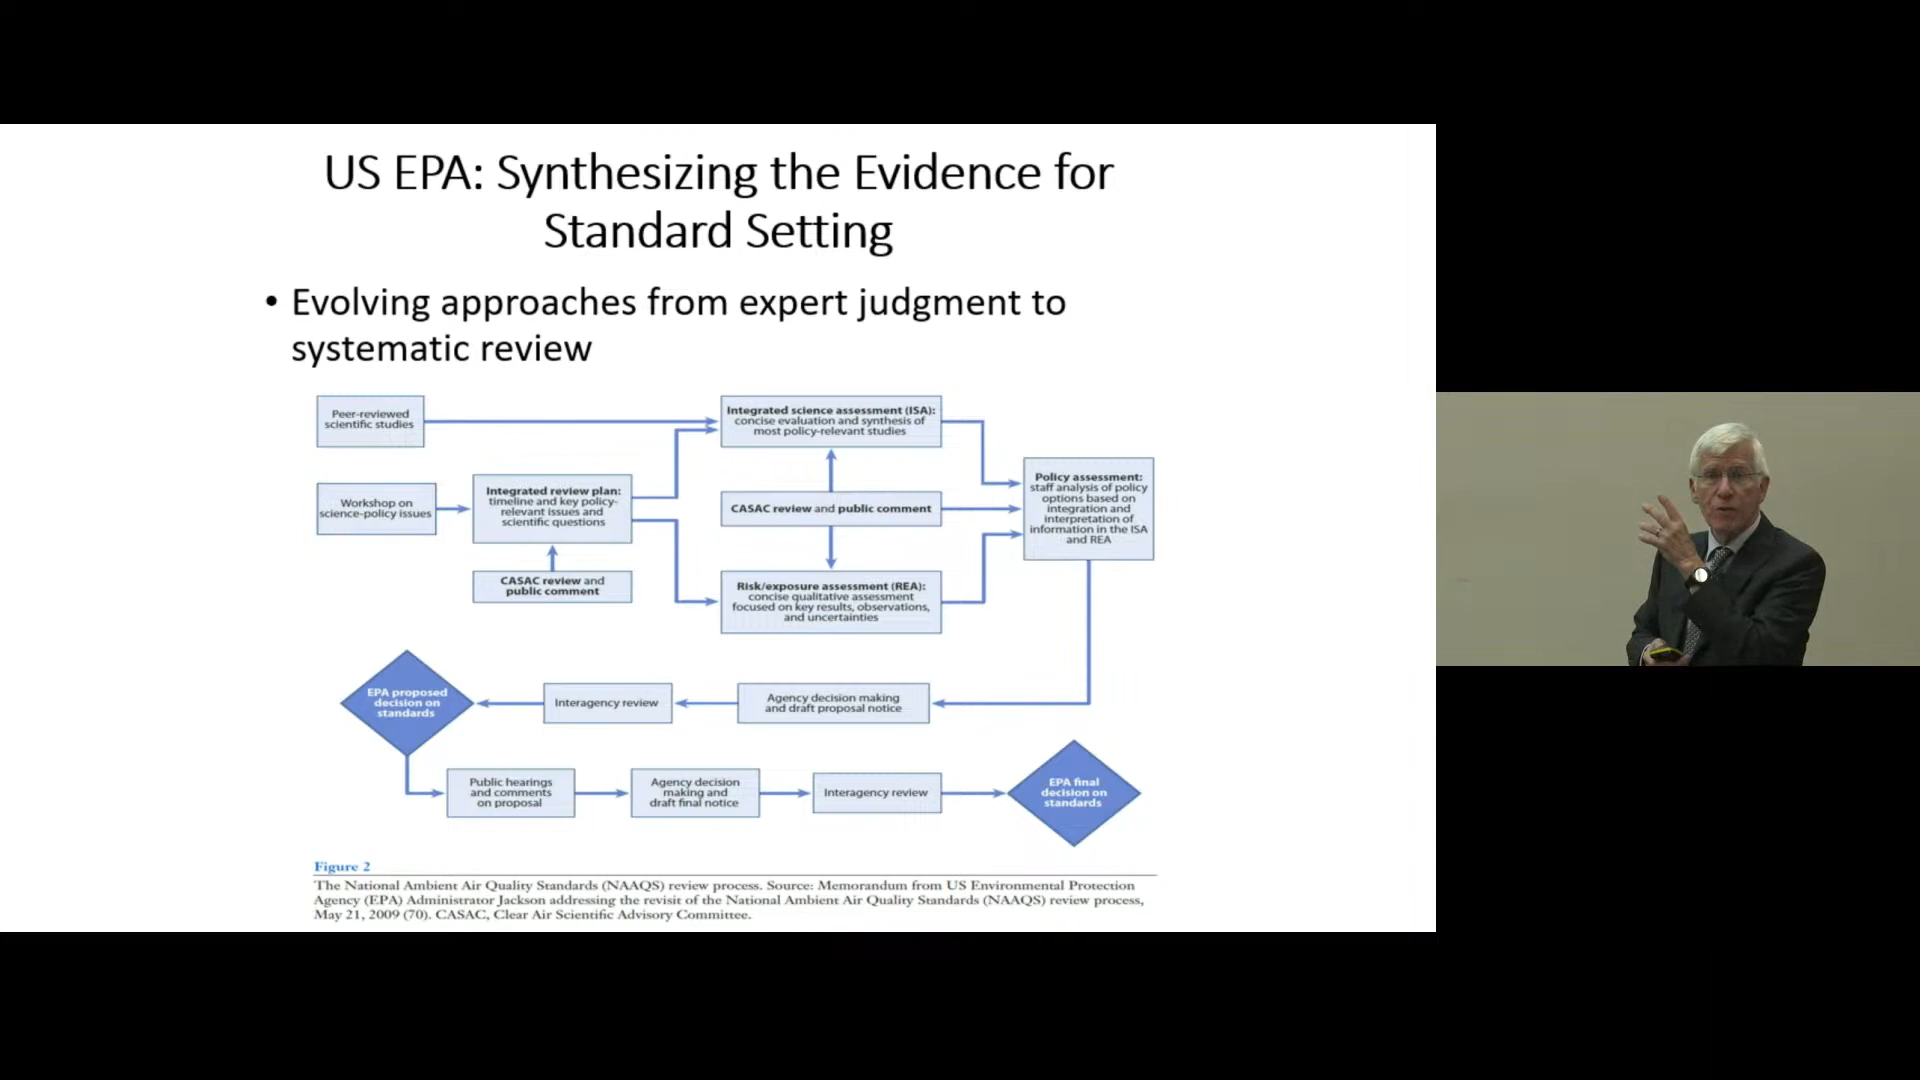 US EPA: Synthesizing the Evidence for
Standard Setting
• Evolving approaches from expert judgment to
systematic review
Peer-reviewed
scientific studies
Integrated science assessment (ISA):
concise evaluation and synthesis of
most policy-relevant studies
Workshop on
science-policy issues
Integrated review plan:
timeline and key policy-
relevant issues and
scientific questions
CASAC review and public comment
Policy assessment:
staff analysis of policy
options based on
integration and
interpretation of
information in the ISA
and REA
CASAC review and
public comment
Risk/exposure assessment (REA):
concise qualitative assessment
focused on key results, observations,
and uncertainties
EPA proposed
decision on
standards
Interagency review
Agency decision making
and draft proposal notice
Public hearings
and comments
on proposal
Agency decision
making and
draft final notice
Interagency review
EPA final
decision on
standards
Figure 2
The National Ambient Air Quality Standards (NAAQS) review process. Source: Memorandum from US Environmental Protection
Agency (EPA) Administrator Jackson addressing the revisit of the National Ambient Air Quality Standards (NAAQS) review process,
May 21, 2009 (70). CASAC, Clear Air Scientific Advisory Committee.